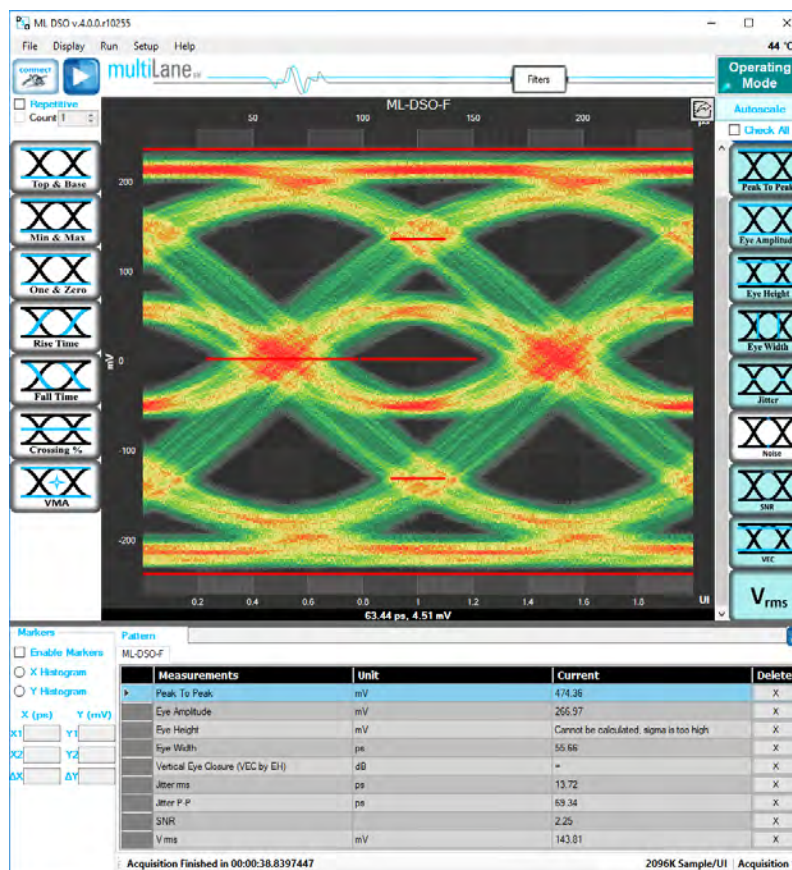 ML DSO v.4.0.0.r10255
File Display Run Setup Help
44 °C
connect
multiLane
Filters
Operating Mode
Repetitive
Count 1
Autoscale
Check All
ML-DSO-F
50 100 150 200
Top & Base
Min & Max
One & Zero
Rise Time
Fall Time
Crossing %
VMA
200
100
mV 0
-100
-200
0.2 0.4 0.6 0.8 1 1.2 1.4 1.6 1.8 UI
63.44 ps, 4.51 mV
Peak To Peak
Eye Amplitud
Eye Height
Eye Width
Jitter
Noise
SNR
VEC
Vrms
Markers
Enable Markers
X Histogram
Y Histogram
X (ps) Y (mV)
X1 Y1
X2 Y2
ΔX ΔY
Pattern
ML-DSO-F
Measurements Unit Current Delete
Peak To Peak mV 474.36 X
Eye Amplitude mV 266.97 X
Eye Height mV Cannot be calculated, sigma is too high X
Eye Width ps 55.66 X
Vertical Eye Closure (VEC by EH) dB - X
Jitter rms ps 13.72 X
Jitter P-P ps 69.34 X
SNR 2.25 X
V rms mV 143.81 X
Acquisition Finished in 00:00:38.8397447
2096K Sample/UI Acquisition